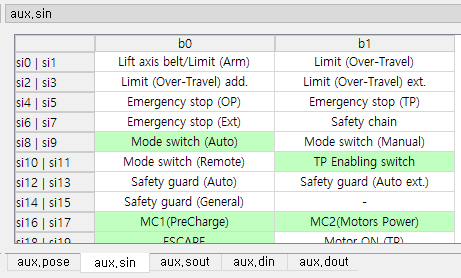 aux.sin
b0 b1
si0 | si1 Lift axis belt/Limit (Arm) Limit (Over-Travel)
si2 | si3 Limit (Over-Travel) add. Limit (Over-Travel) ext.
si4 | si5 Emergency stop (OP) Emergency stop (TP)
si6 | si7 Emergency stop (Ext) Safety chain
si8 | si9 Mode switch (Auto) Mode switch (Manual)
si10 | si11 Mode switch (Remote) TP Enabling switch
si12 | si13 Safety guard (Auto) Safety guard (Auto ext.)
si14 | si15 Safety guard (General) -
si16 | si17 MC1(PreCharge) MC2(Motors Power)
si18 | si19 ESCAPE Motor ON (TP)
aux.pose aux.sin aux.sout aux.din aux.dout